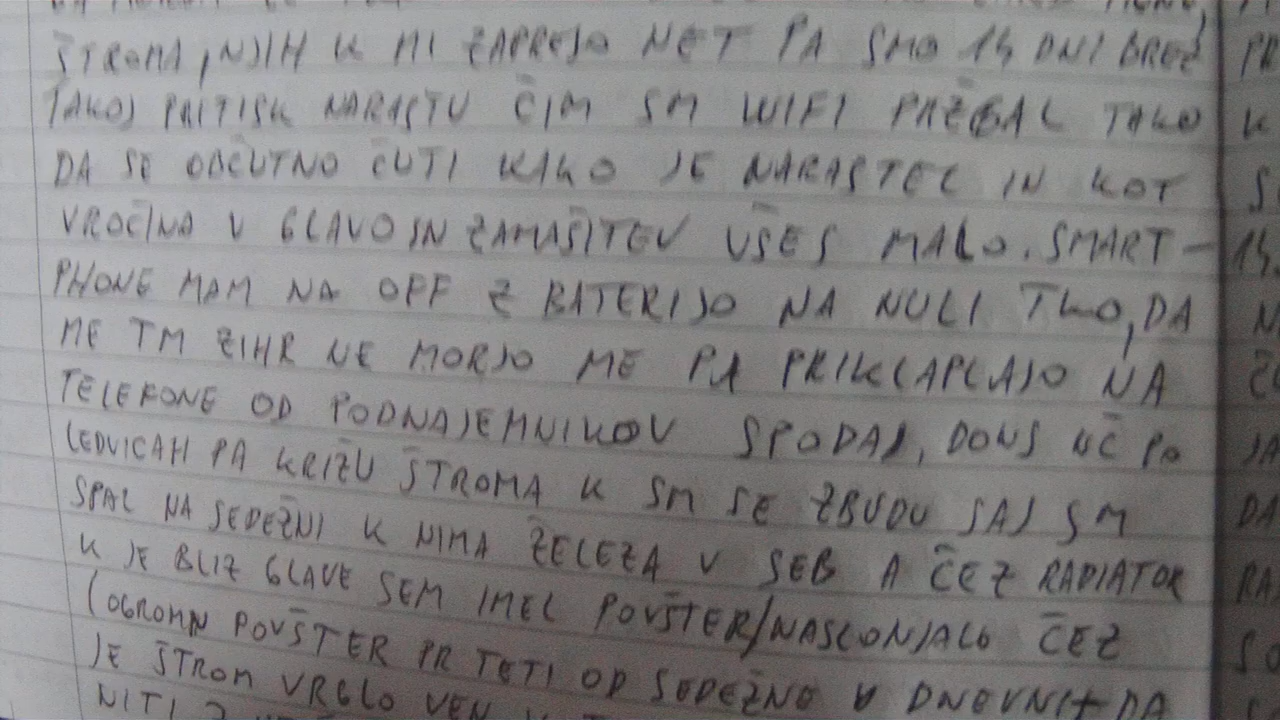 ŠTROMA, NJIH K MI ZAPREJO NET PA SMO 14 DNI BREZ
TAKOJ PRITISK NARASTU ČIM SM WIFI PRŽGAL TAKO
DA SE OBČUTNO ČUTI KAKO JE NARASTEL IN KOT
VROČINA V GLAVO IN ZAMAŠITEV UŠES MALO. SMART-
PHONE MAM NA OFF Z BATERIJO NA NULI TKO, DA
ME TM ZIHR NE MORJO ME PA PRIKLAPLAJO NA
TELEFONE OD PODNAJEMNIKOV SPODAJ, DONS UČ PO
LEDVICAH PA KRIŽU ŠTROMA K SM SE ZBUDU SAJ SM
SPAL NA SEDEŽNI K NIMA ŽELEZA V SEB A ČEZ RADIATOR
K JE BLIZ GLAVE SEM IMEL POVŠTER/NASLONJALO ČEZ
(OGROMN POVŠTER PR TETI OD SEDEŽNE V DNEVNI+DA
JE ŠTROM VRGLO VEN
NITI